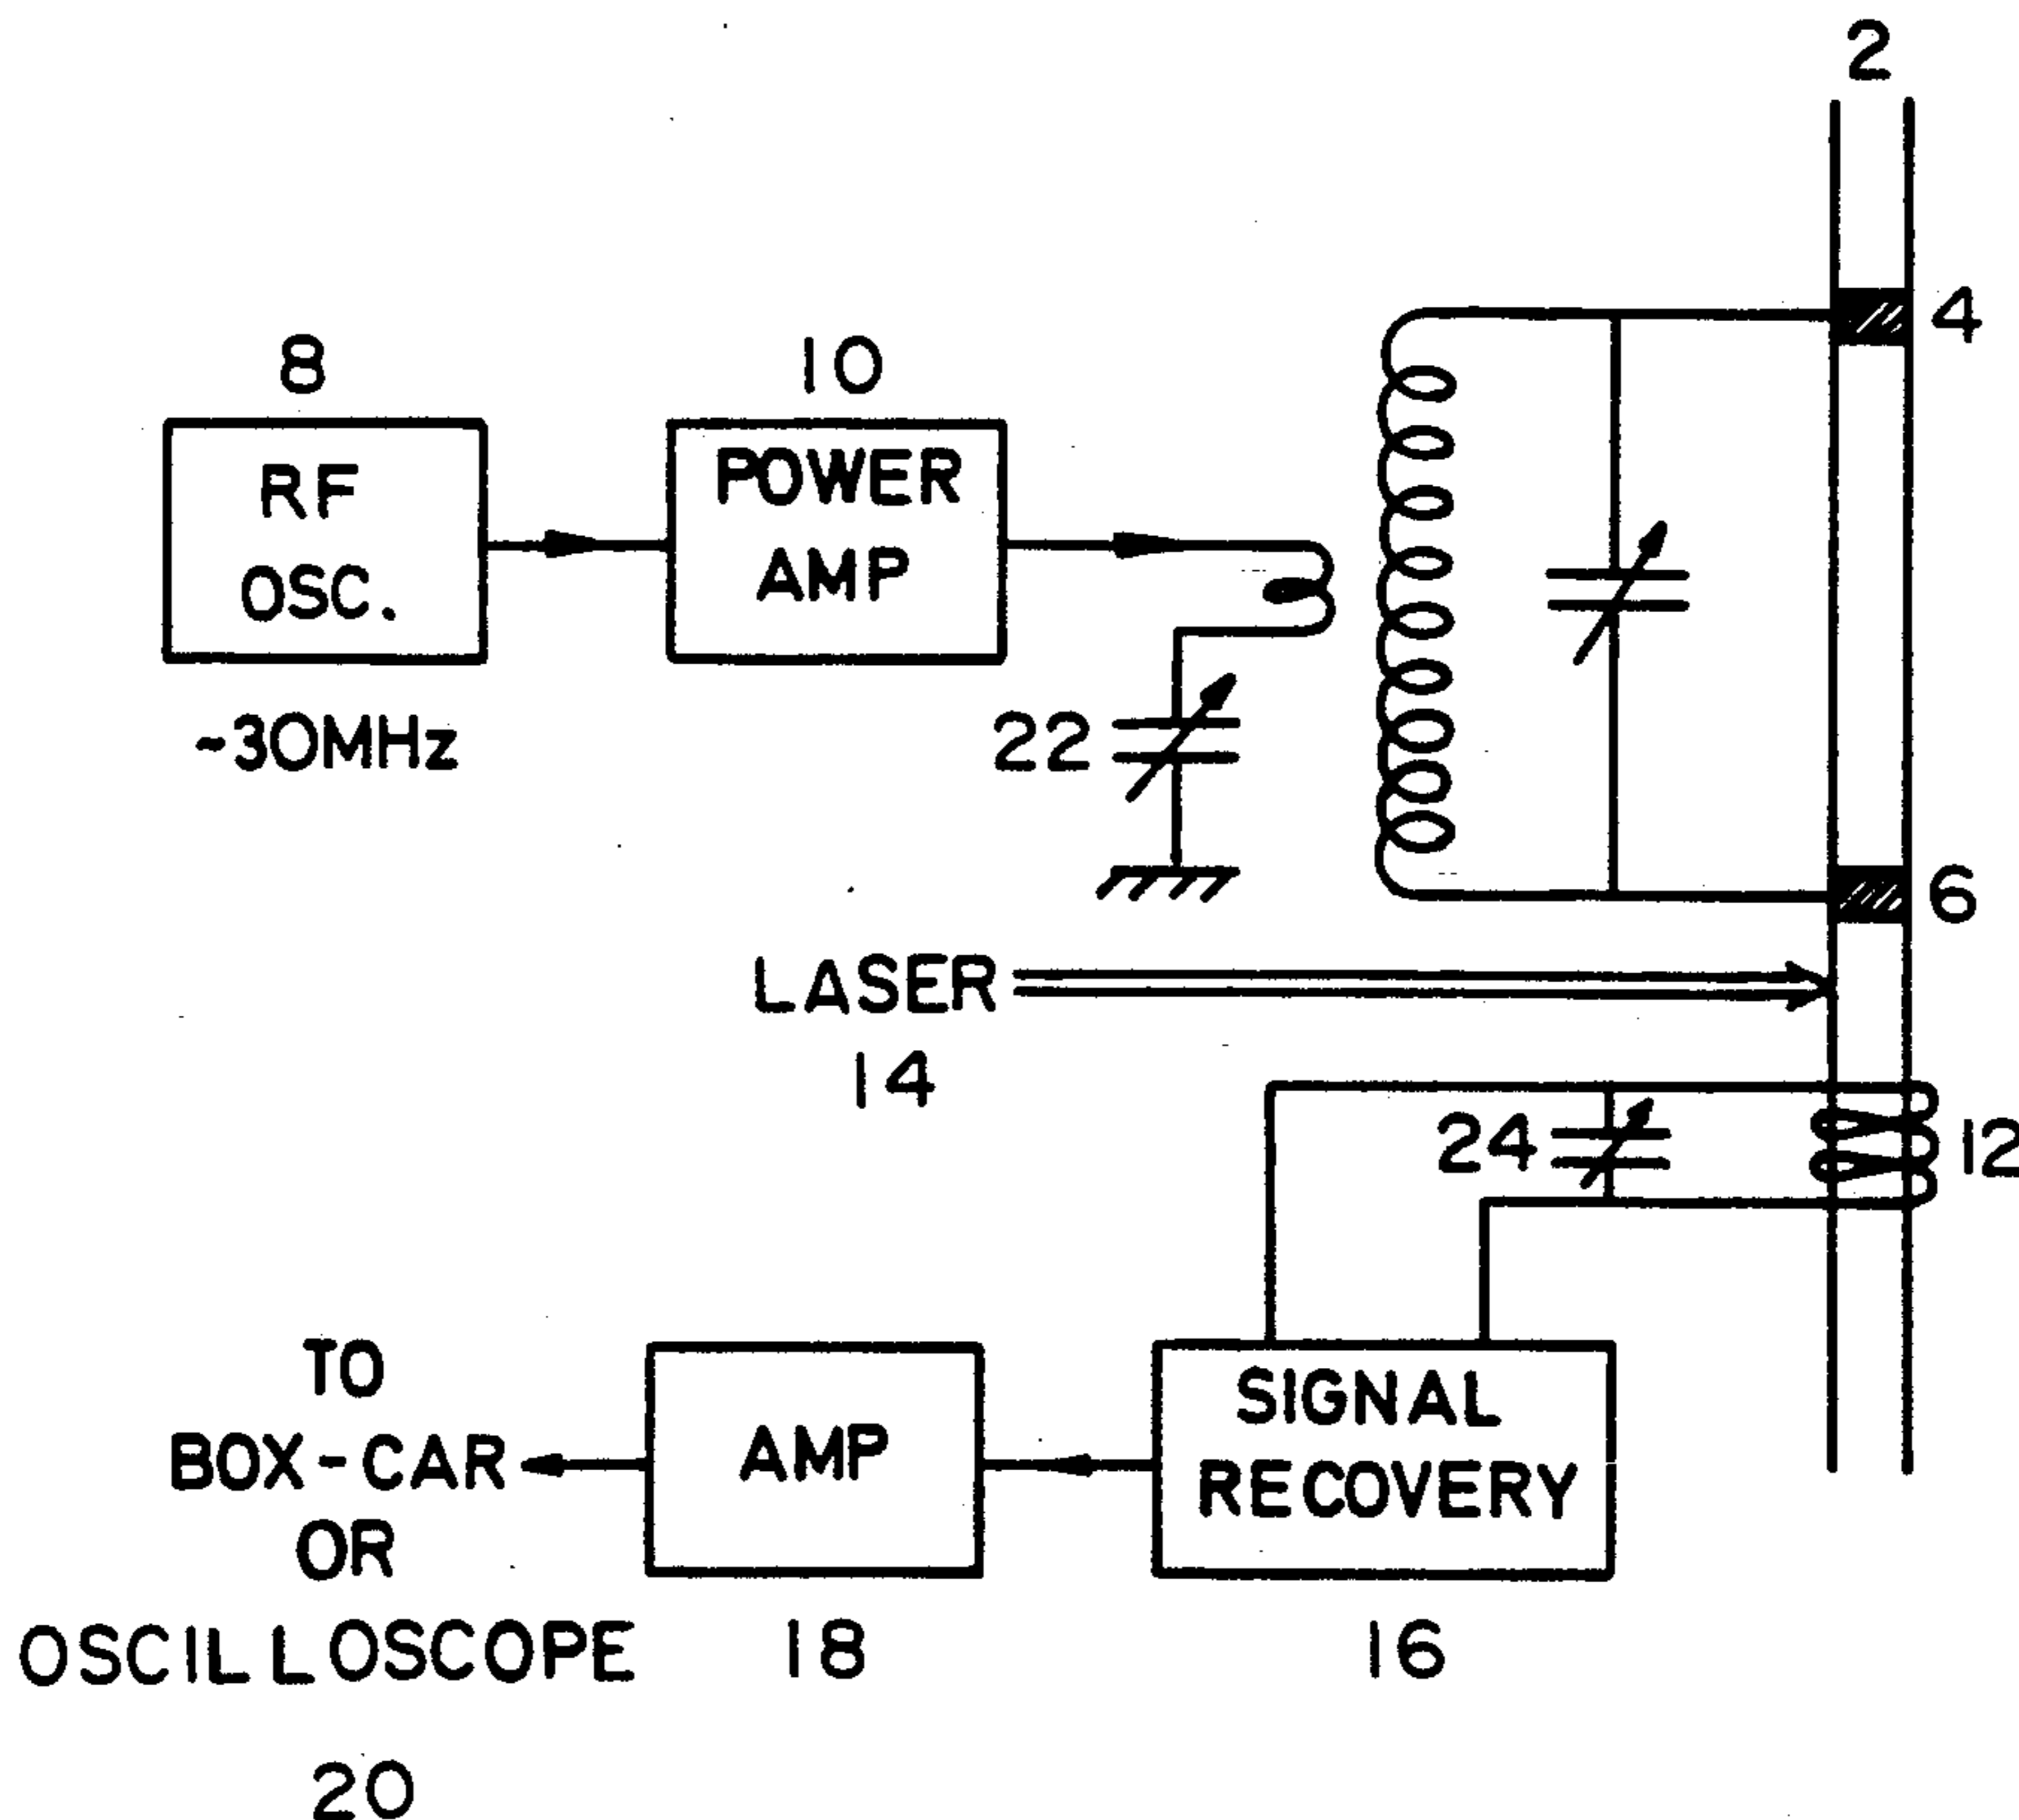 2
4
8
10
RF
OSC.
POWER
AMP
~30MHz
22
6
LASER
14
24
12
TO
BOX-CAR
OR
OSCILLOSCOPE
20
AMP
18
SIGNAL
RECOVERY
16